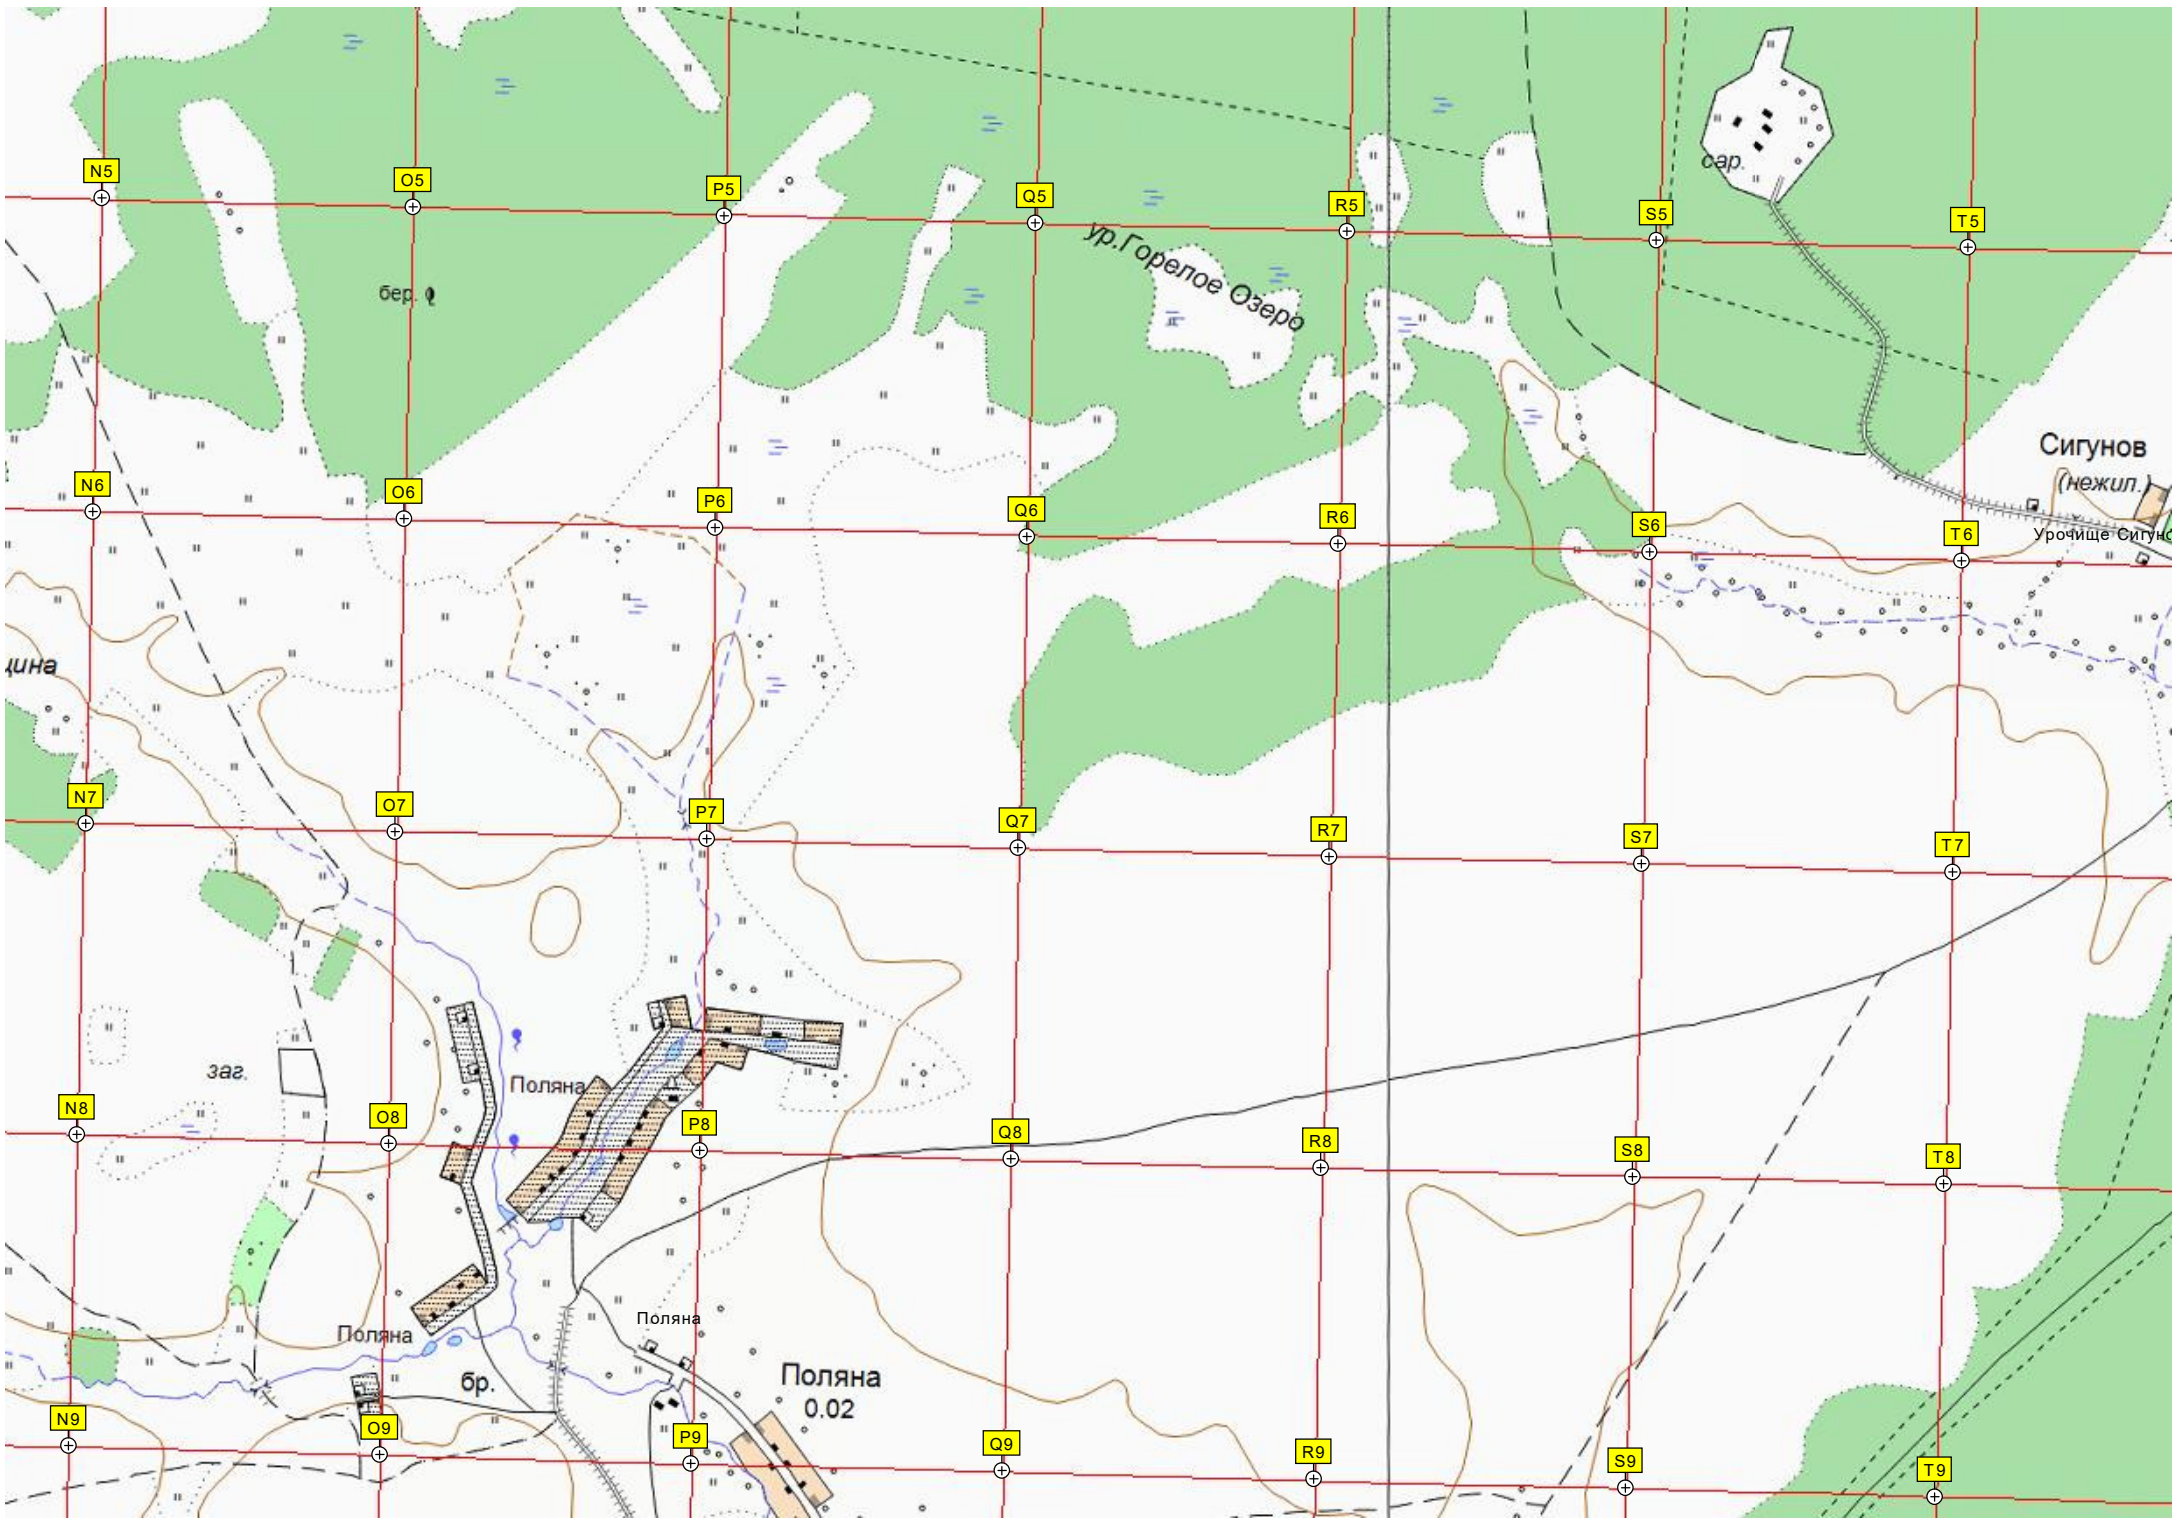 N5
O5
P5
Q5
R5
S5
T5
сар.
ур.Горелое Озеро
бер.
Сигунов
(нежил.)
N6
O6
P6
Q6
R6
S6
T6
Урочище
цина
N7
O7
P7
Q7
R7
S7
T7
заг.
Поляна
N8
O8
P8
Q8
R8
S8
T8
Поляна
Поляна
Поляна
0.02
бр.
N9
O9
P9
Q9
R9
S9
T9